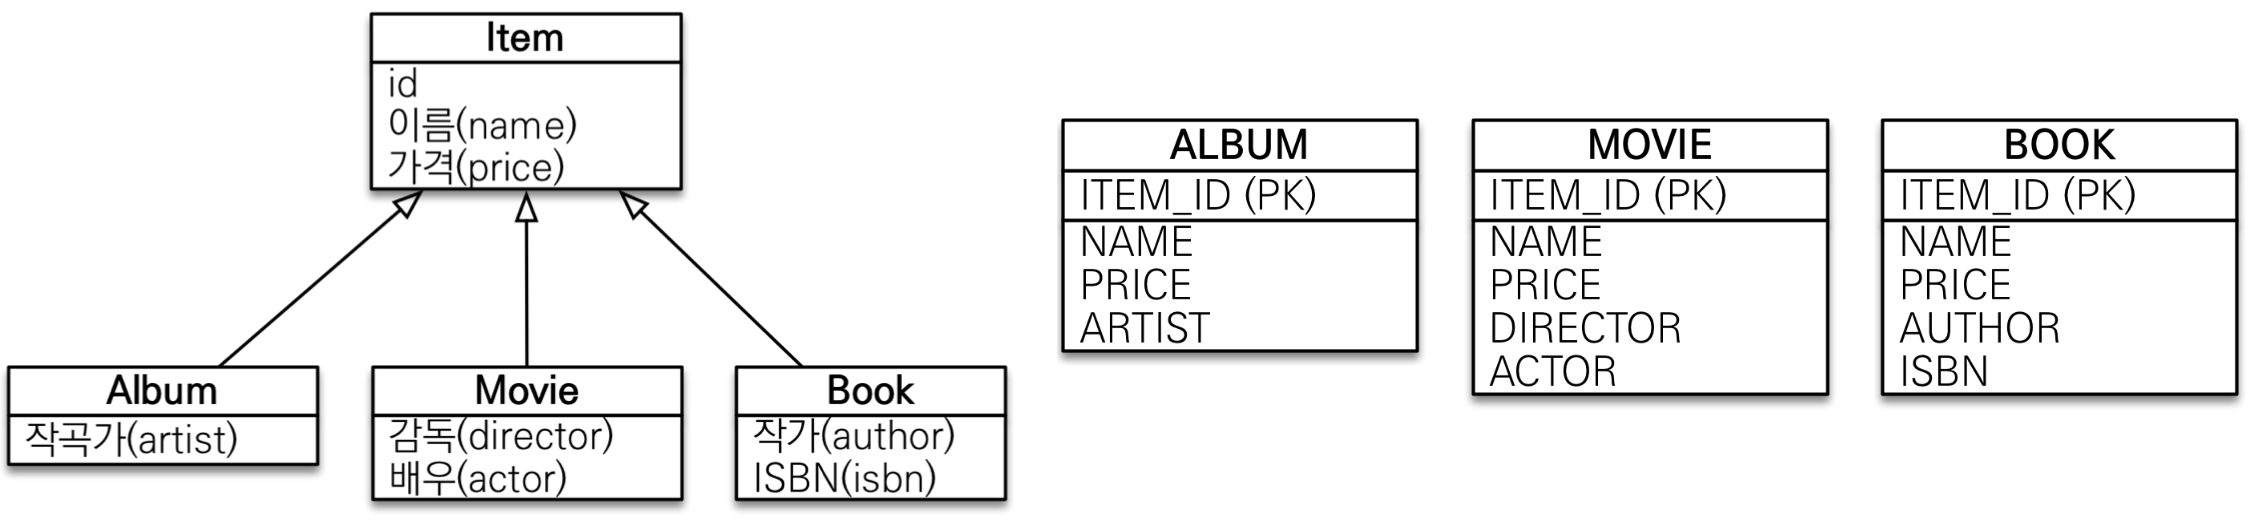 Item
id
이름(name)
가격(price)
Album
작곡가(artist)
Movie
감독(director)
배우(actor)
Book
작가(author)
ISBN(isbn)
ALBUM
ITEM_ID (PK)
NAME
PRICE
ARTIST
MOVIE
ITEM_ID (PK)
NAME
PRICE
DIRECTOR
ACTOR
BOOK
ITEM_ID (PK)
NAME
PRICE
AUTHOR
ISBN